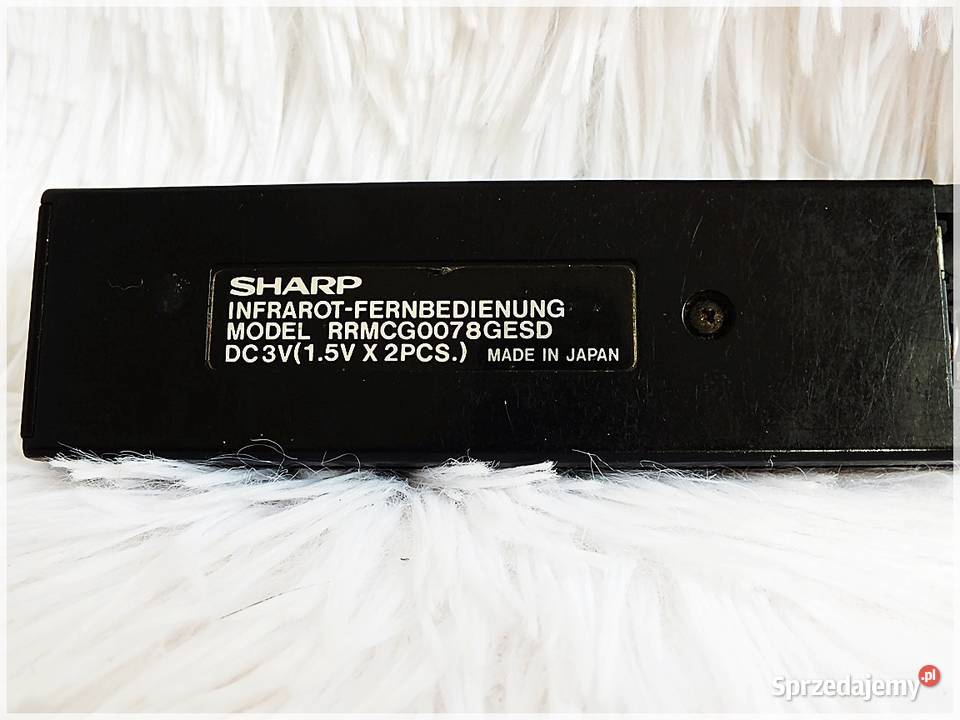 SHARP
INFRAROT-FERNBEDIENUNG
MODEL RRMCG0078GESD
DC3V(1.5V X 2PCS.) MADE IN JAPAN
Sprzedajemy.pl